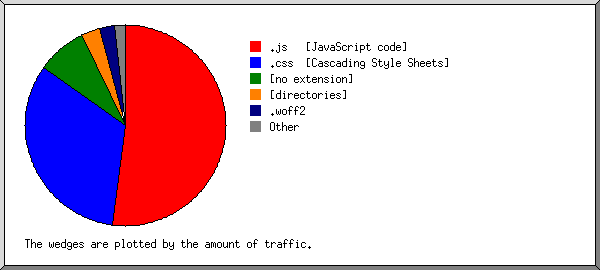 .js [JavaScript code]
.css [Cascading Style Sheets]
[no extension]
[directories]
.woff2
Other
The wedges are plotted by the amount of traffic.